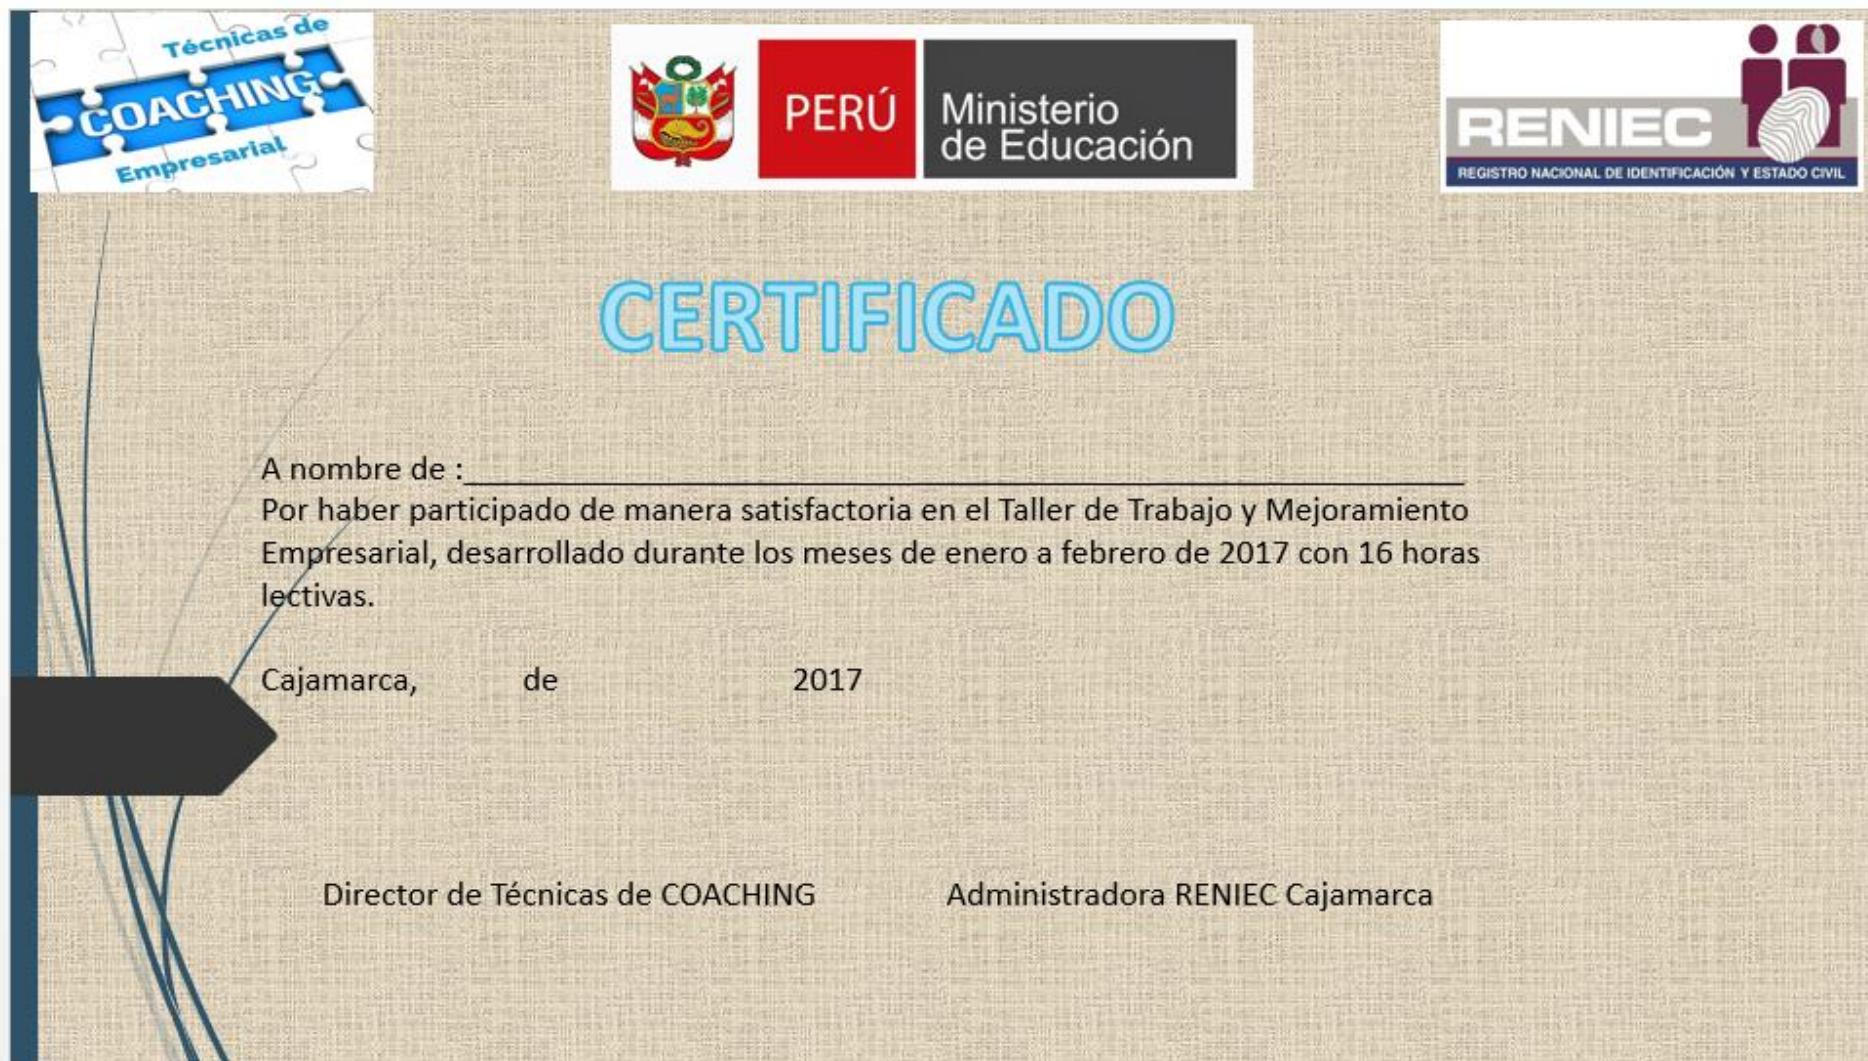 Técnicas de
COACHING
Empresarial
PERÚ
Ministerio
de Educación
RENIEC
REGISTRO NACIONAL DE IDENTIFICACIÓN Y ESTADO CIVIL
CERTIFICADO
A nombre de :____________________________________________________________
Por haber participado de manera satisfactoria en el Taller de Trabajo y Mejoramiento
Empresarial, desarrollado durante los meses de enero a febrero de 2017 con 16 horas
lectivas.
Cajamarca, de 2017
Director de Técnicas de COACHING Administradora RENIEC Cajamarca